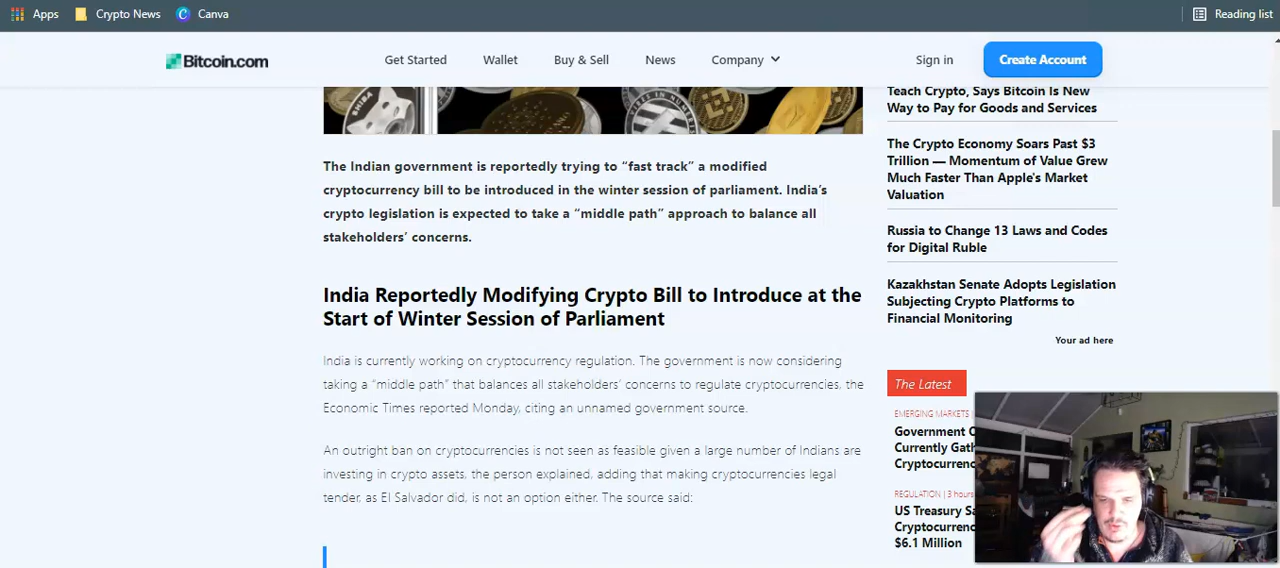 Apps
Crypto News
Canva
Reading list
Bitcoin.com
Get Started
Wallet
Buy & Sell
News
Company
Sign in
Create Account
The Indian government is reportedly trying to “fast track” a modified
cryptocurrency bill to be introduced in the winter session of parliament. India’s
crypto legislation is expected to take a “middle path” approach to balance all
stakeholders’ concerns.
India Reportedly Modifying Crypto Bill to Introduce at the
Start of Winter Session of Parliament
India is currently working on cryptocurrency regulation. The government is now considering
taking a “middle path” that balances all stakeholders’ concerns to regulate cryptocurrencies, the
Economic Times reported Monday, citing an unnamed government source.
An outright ban on cryptocurrencies is not seen as feasible given a large number of Indians are
investing in crypto assets, the person explained, adding that making cryptocurrencies legal
tender, as El Salvador did, is not an option either. The source said:
Teach Crypto, Says Bitcoin Is New
Way to Pay for Goods and Services
The Crypto Economy Soars Past $3
Trillion — Momentum of Value Grew
Much Faster Than Apple's Market
Valuation
Russia to Change 13 Laws and Codes
for Digital Ruble
Kazakhstan Senate Adopts Legislation
Subjecting Crypto Platforms to
Financial Monitoring
Your ad here
The Latest
EMERGING MARKETS |
Government
Currently Gath
Cryptocurrenc
REGULATION | 3 hours
US Treasury Sa
Cryptocurrenc
$6.1 Million